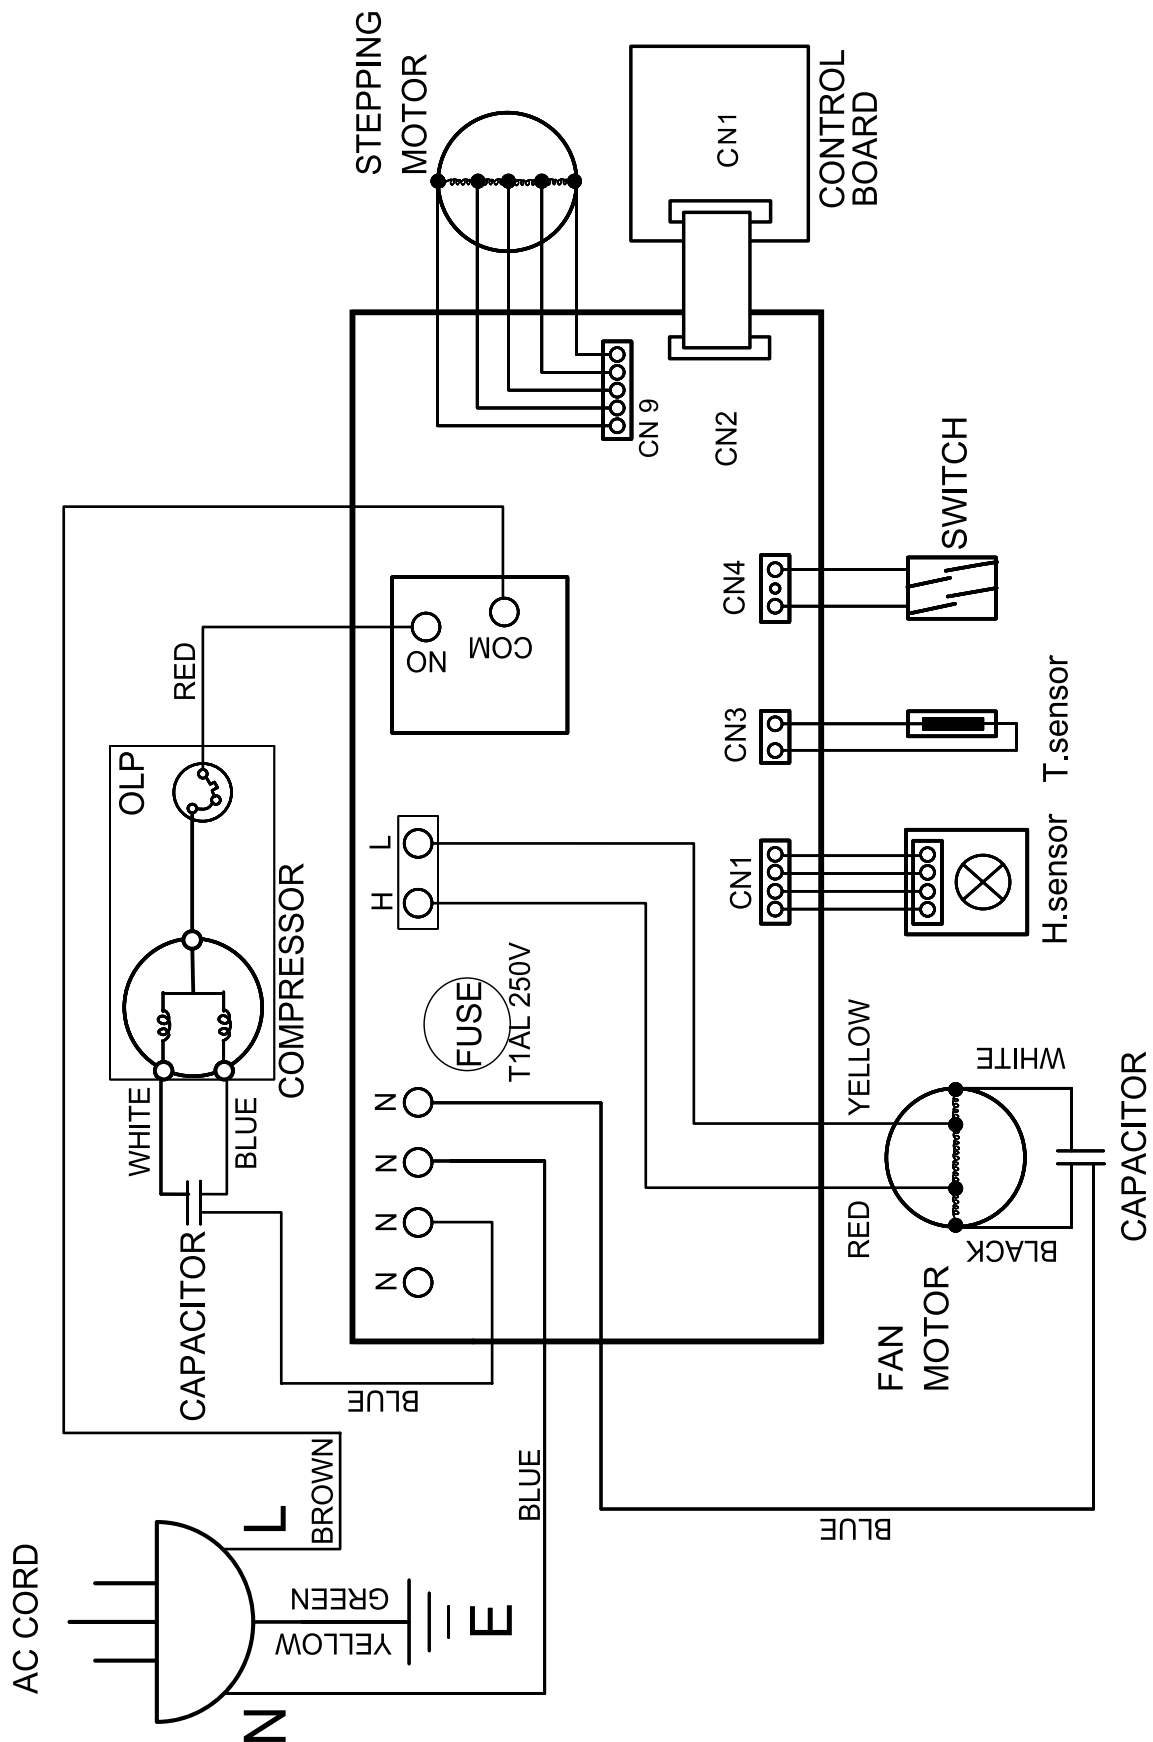 AC CORD
N
L
E
YELLOW
GREEN
BROWN
BLUE
BLUE
BLUE
CAPACITOR
WHITE
BLUE
COMPRESSOR
OLP
RED
N
N
N
N
FUSE
T1AL 250V
H
L
NO
COM
STEPPING
MOTOR
CN 9
CN2
CN1
CONTROL
BOARD
CN1
CN3
CN4
H.sensor
T.sensor
SWITCH
FAN
MOTOR
RED
YELLOW
BLACK
WHITE
CAPACITOR